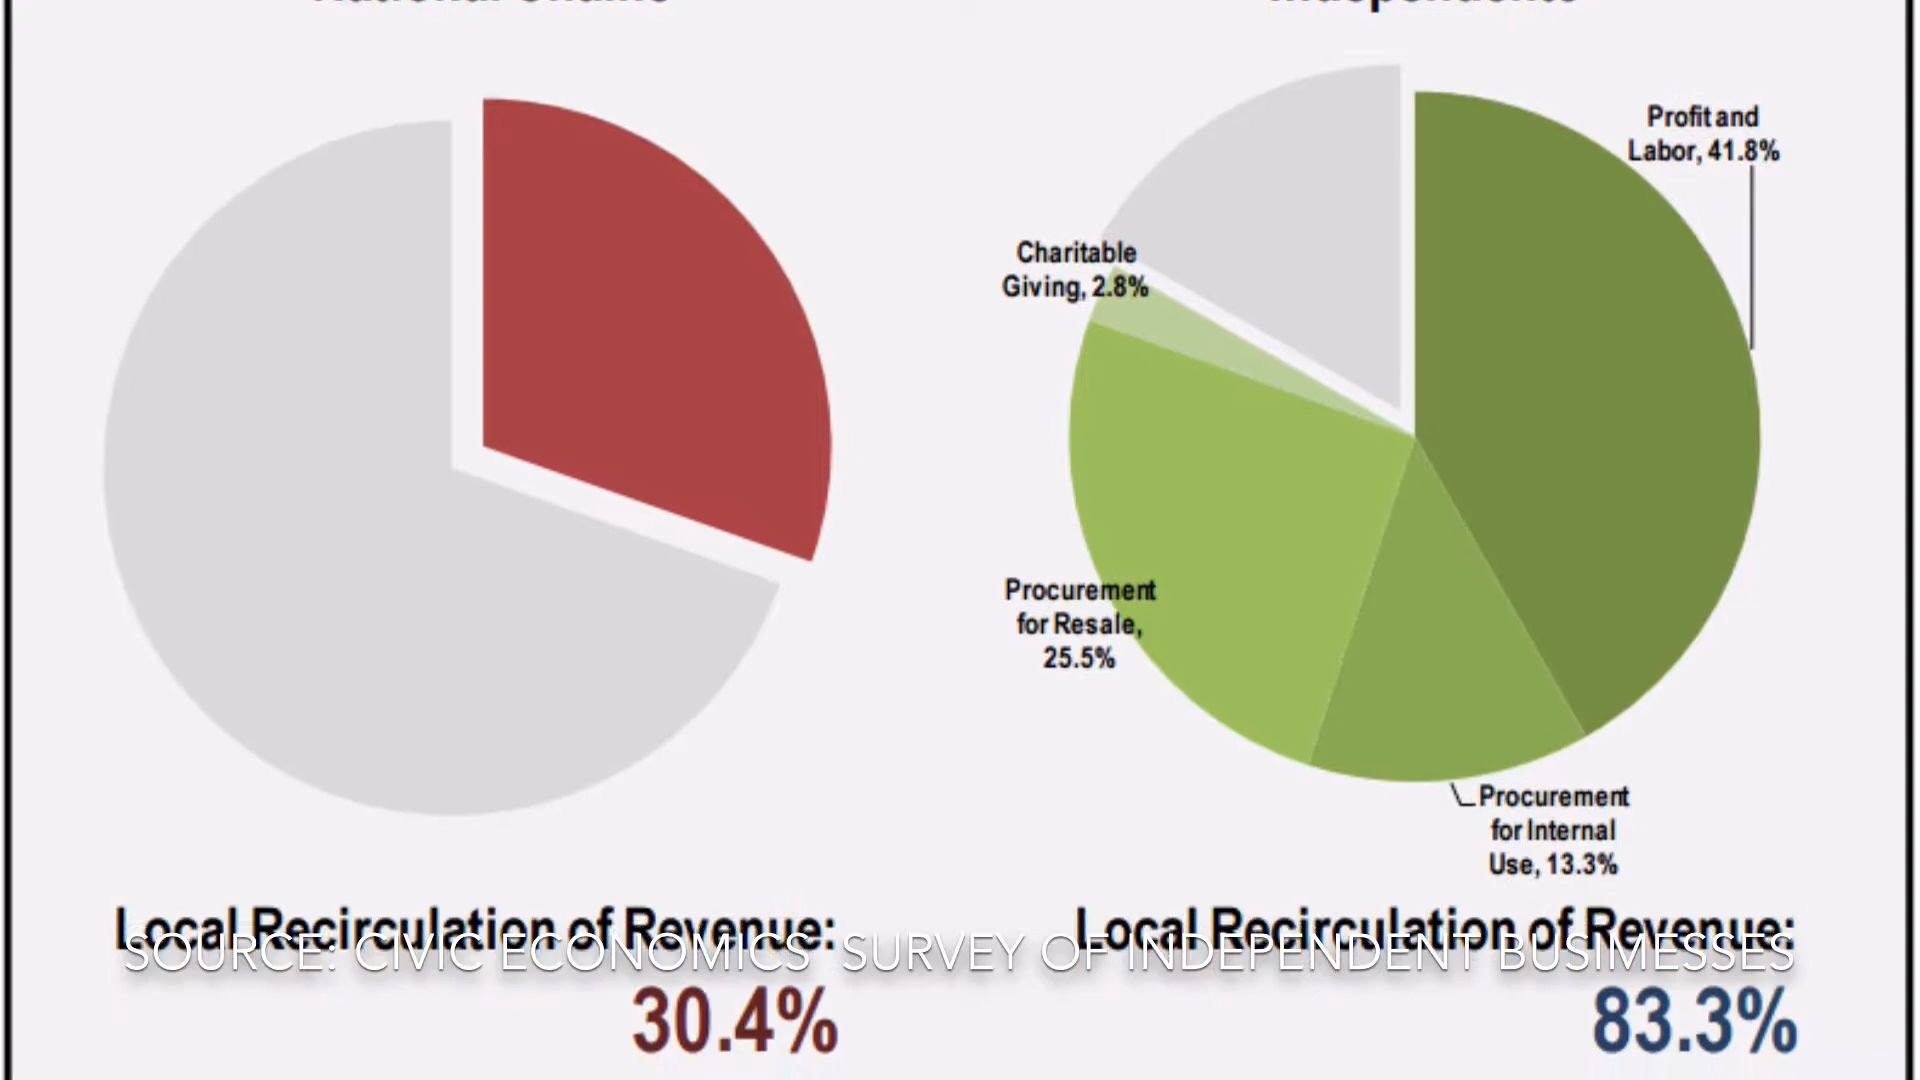 Profit and
Labor, 41.8%
Charitable
Giving, 2.8%
Procurement
for Resale,
25.5%
Procurement
for Internal
Use, 13.3%
Local Recirculation of Revenue:
Local Recirculation of Revenue:
SOURCE: CIVIC ECONOMICS SURVEY OF INDEPENDENT BUSIMESSES
30.4%
83.3%